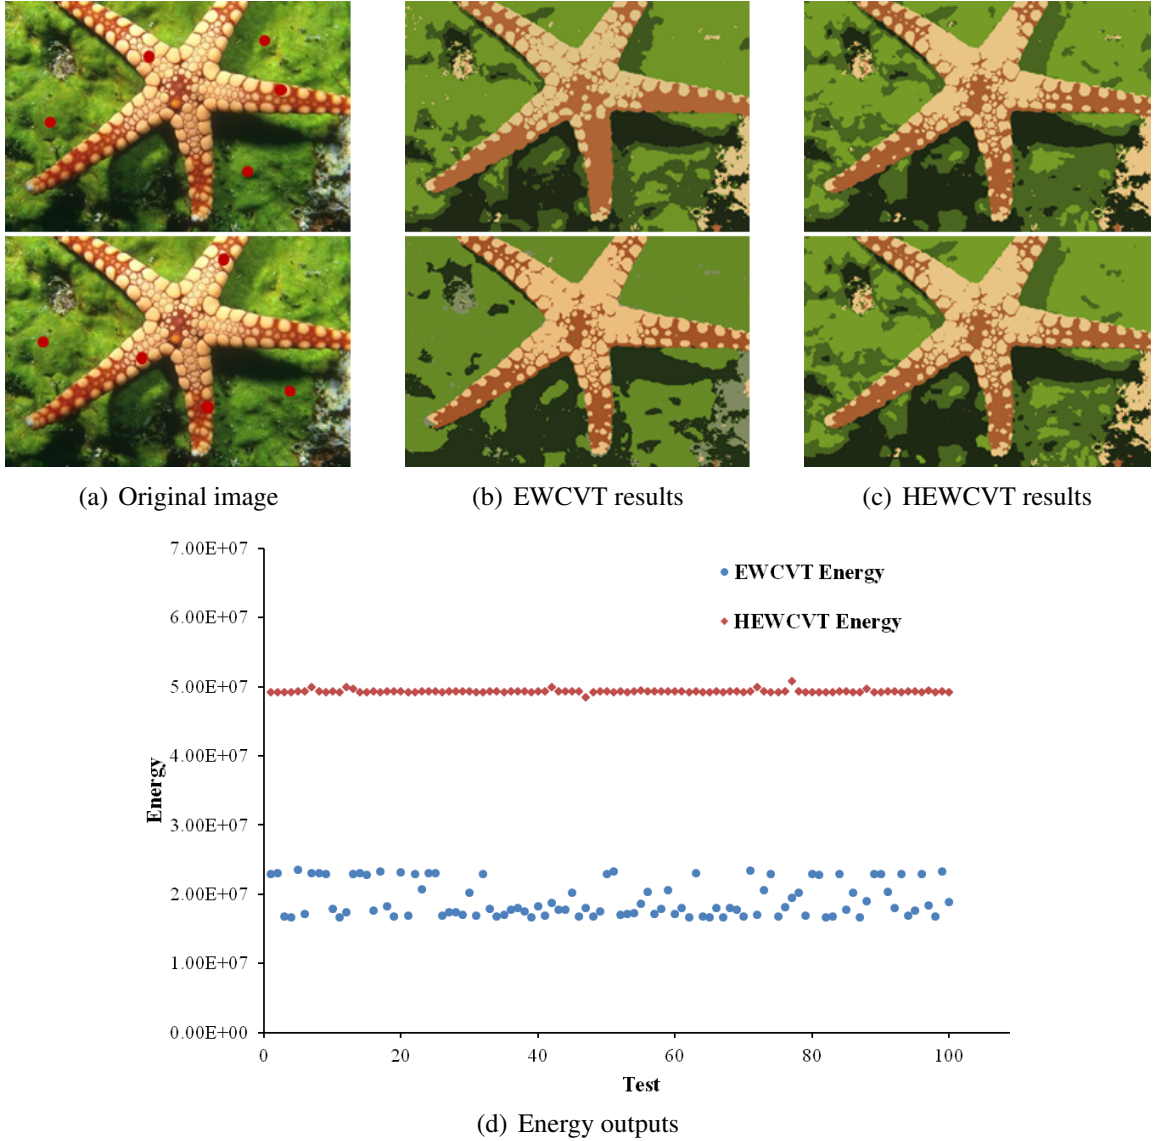 (a) Original image
(b) EWCVT results
(c) HEWCVT results
7.00E+07
6.00E+07
5.00E+07
4.00E+07
3.00E+07
2.00E+07
1.00E+07
0.00E+00
Energy
EWCVT Energy
HEWCVT Energy
0 20 40 60 80 100
Test
(d) Energy outputs